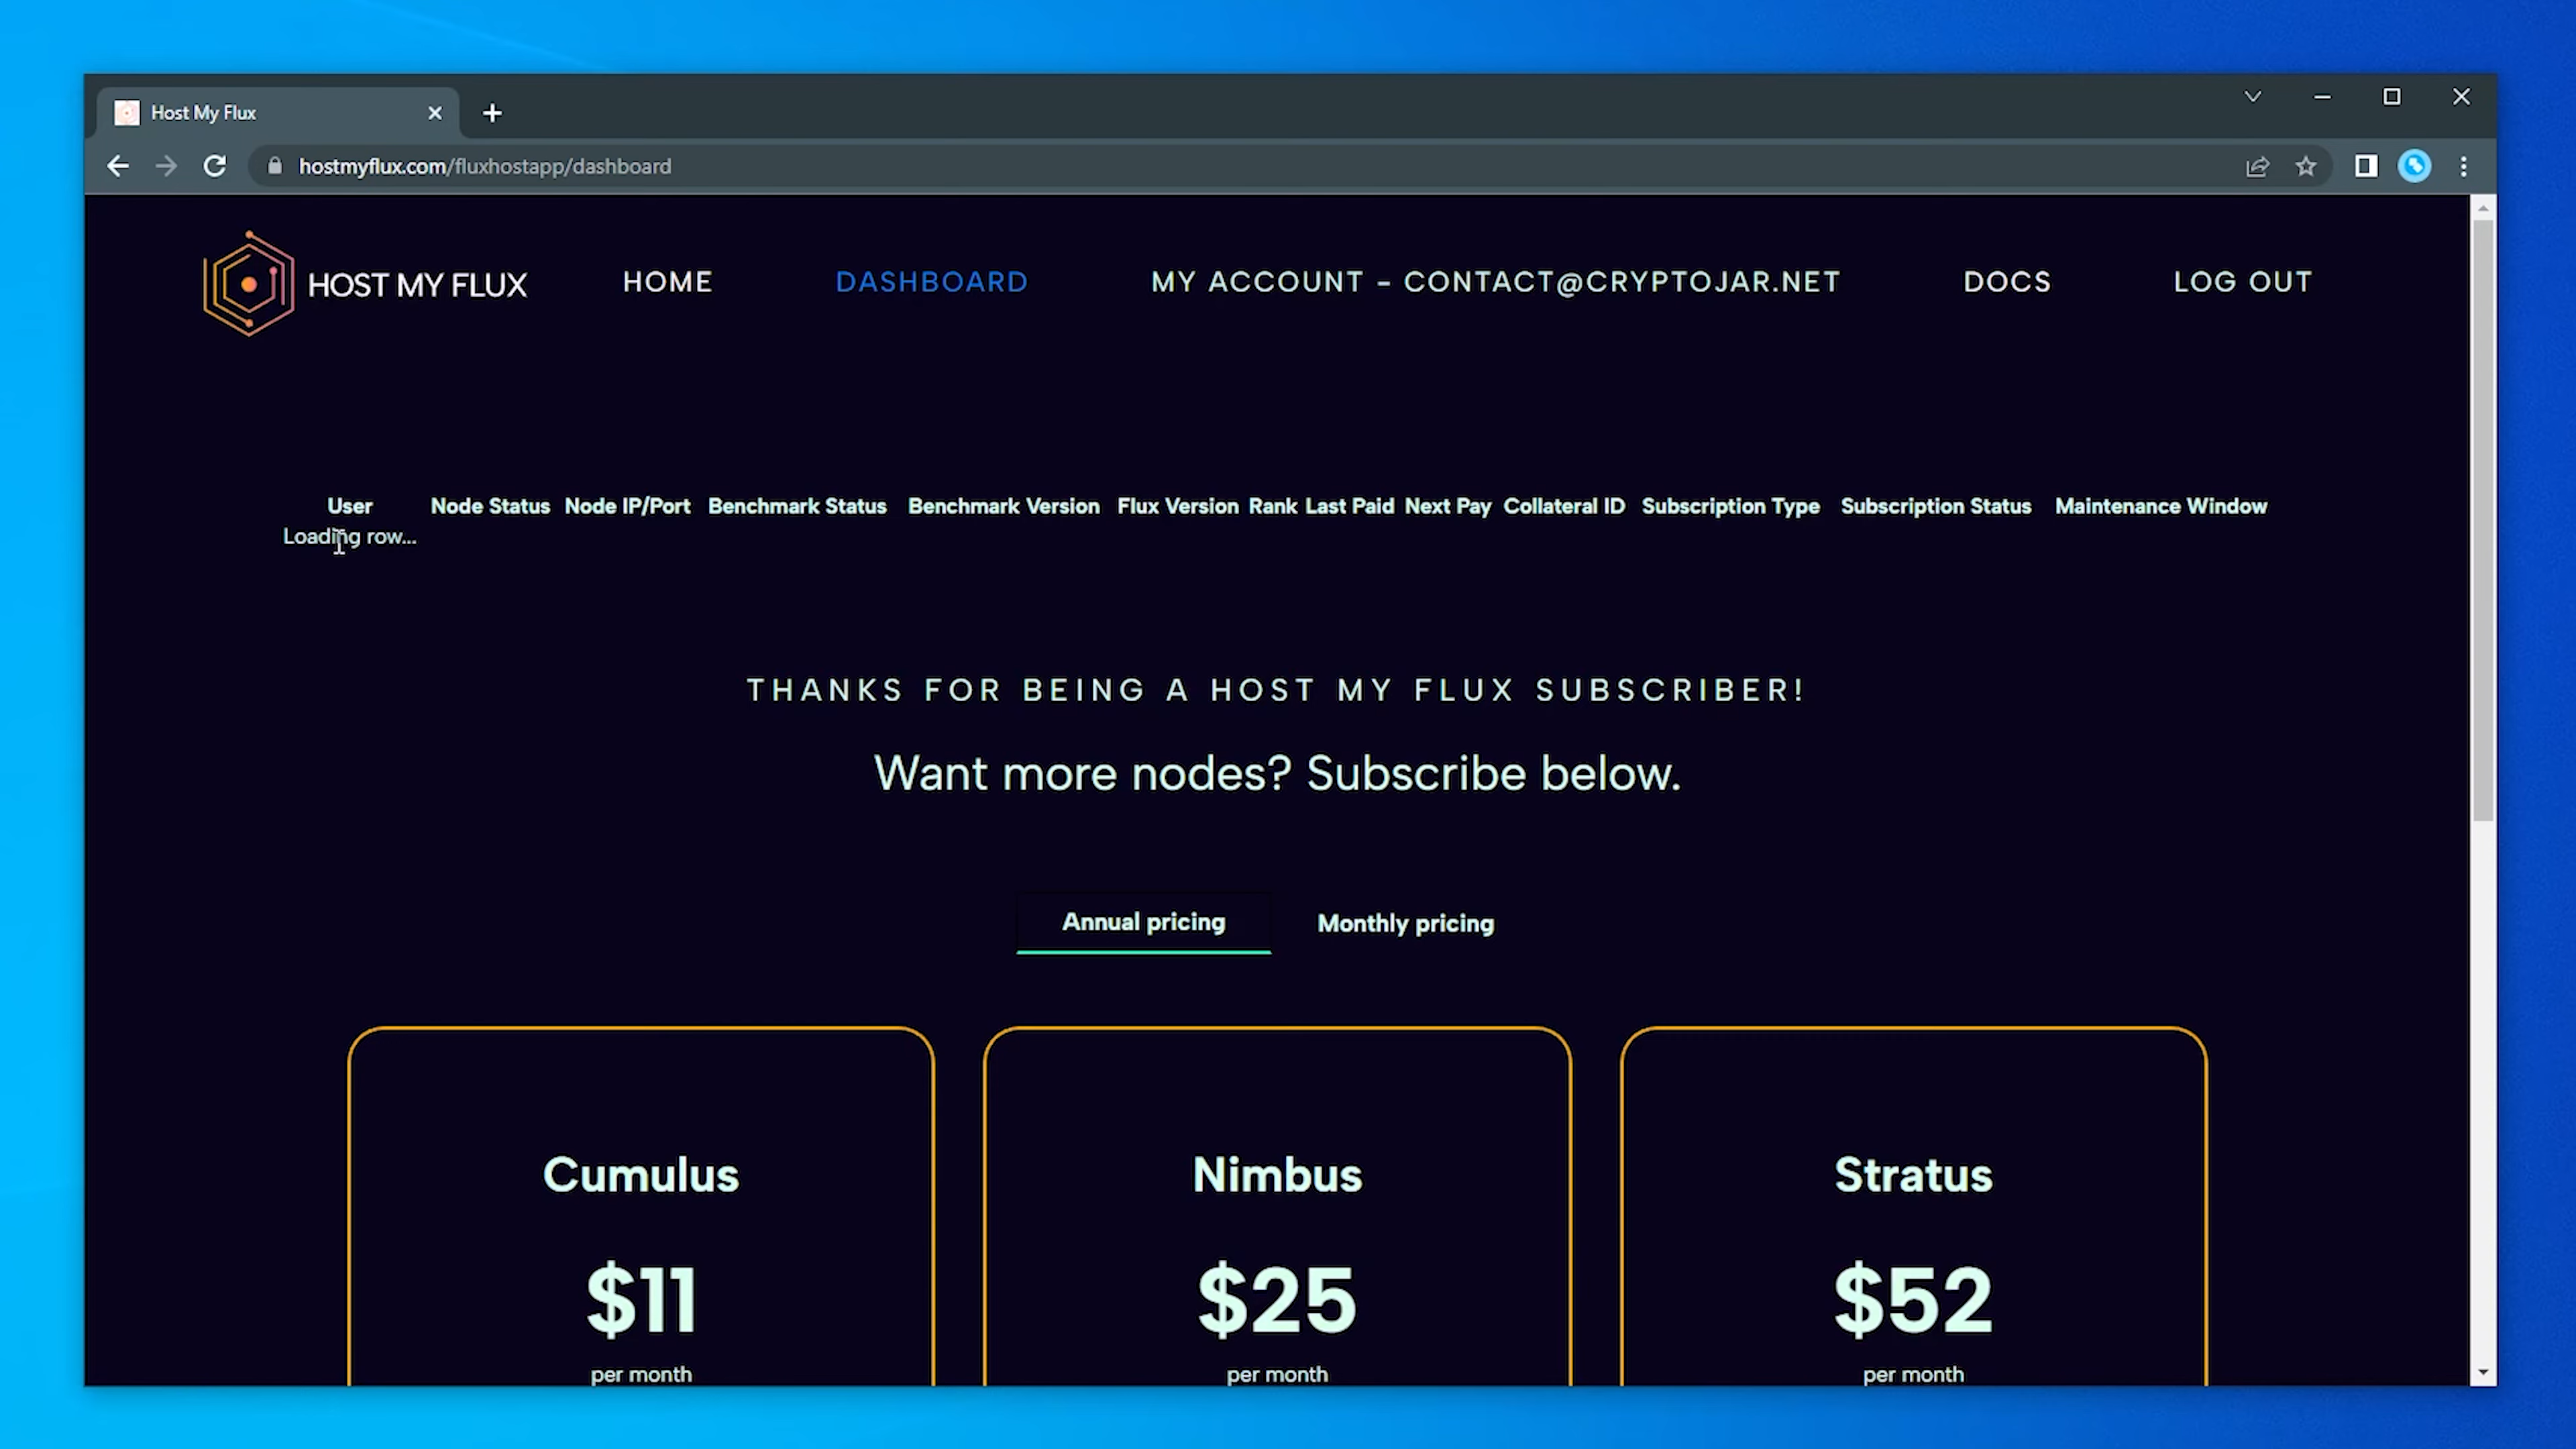 Host My Flux
hostmyflux.com/fluxhostapp/dashboard
HOST MY FLUX HOME DASHBOARD MY ACCOUNT - CONTACT@CRYPTOJAR.NET DOCS LOG OUT
User Node Status Node IP/Port Benchmark Status Benchmark Version Flux Version Rank Last Paid Next Pay Collateral ID Subscription Type Subscription Status Maintenance Window
Loading row...
THANKS FOR BEING A HOST MY FLUX SUBSCRIBER!
Want more nodes? Subscribe below.
Annual pricing Monthly pricing
Cumulus Nimbus Stratus
$11 $25 $52
per month per month per month